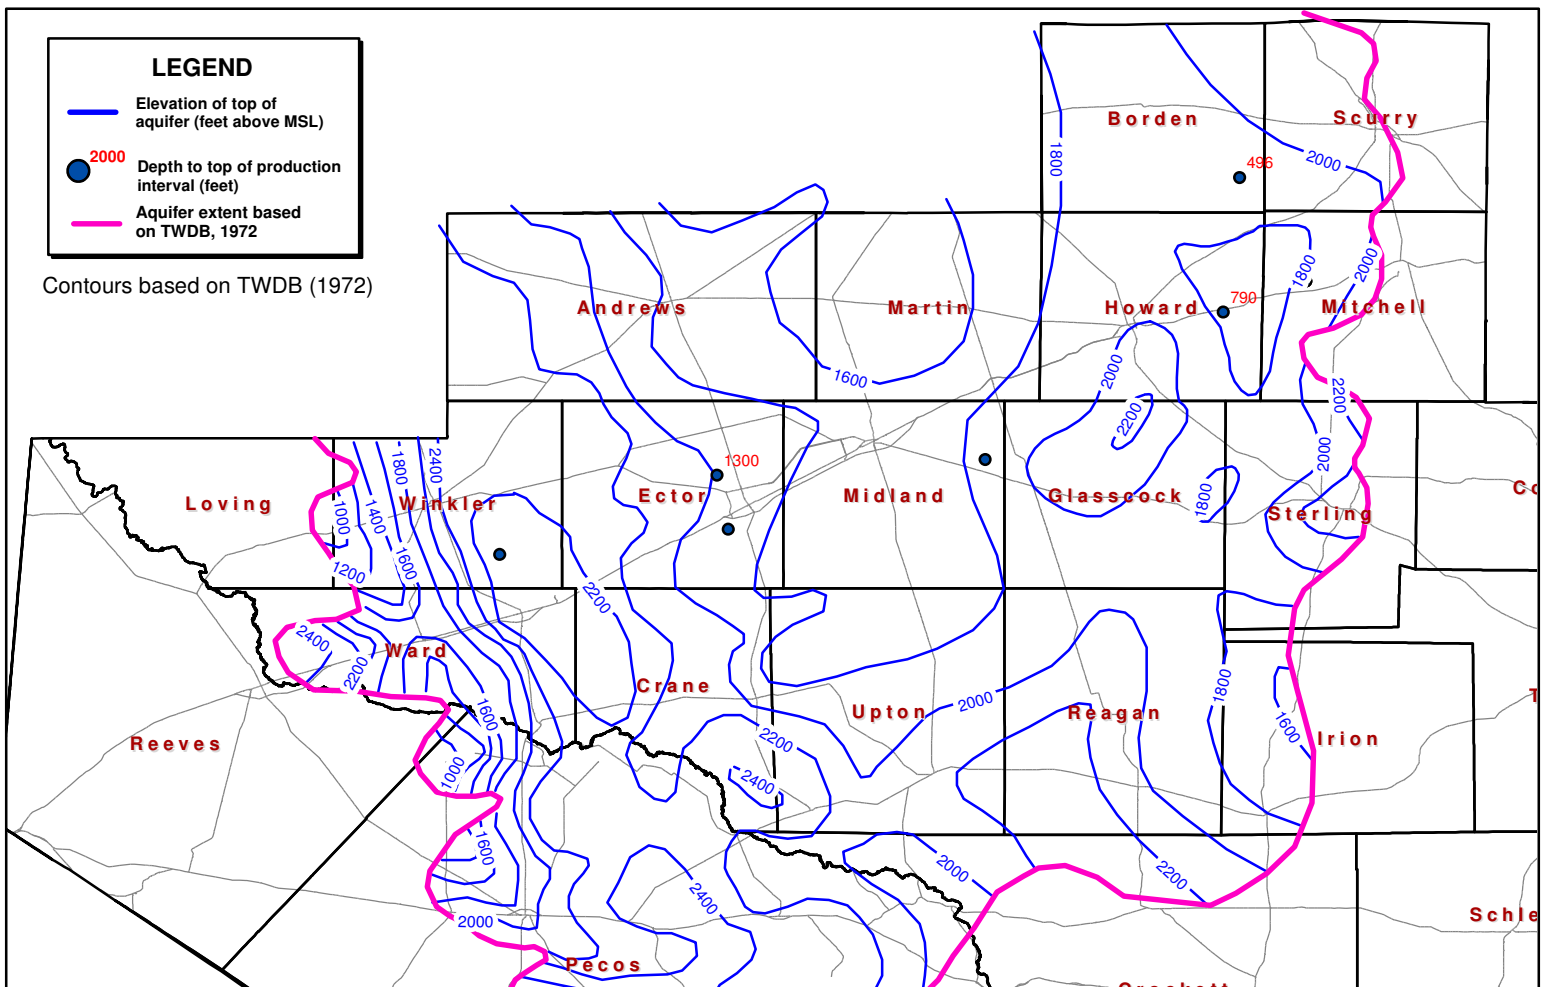 LEGEND
Elevation of top of
aquifer (feet above MSL)
2000
Depth to top of production
interval (feet)
Aquifer extent based
on TWDB, 1972
Contours based on TWDB (1972)
Borden
Scurry
1800
2000
496
Andrews
Martin
Howard
Mitchell
790
1800
2000
1600
2000
2200
2200
2000
1800
2400
1300
Loving
Winkler
Ector
Midland
Glasscock
Sterling
Co
1000
1400
1600
1800
1200
2200
2400
2200
Ward
Crane
Upton
Reagan
Irion
T
1600
2000
1800
1600
Reeves
2200
1000
2400
1600
2000
2200
2400
2000
Schle
Pecos
Crockett